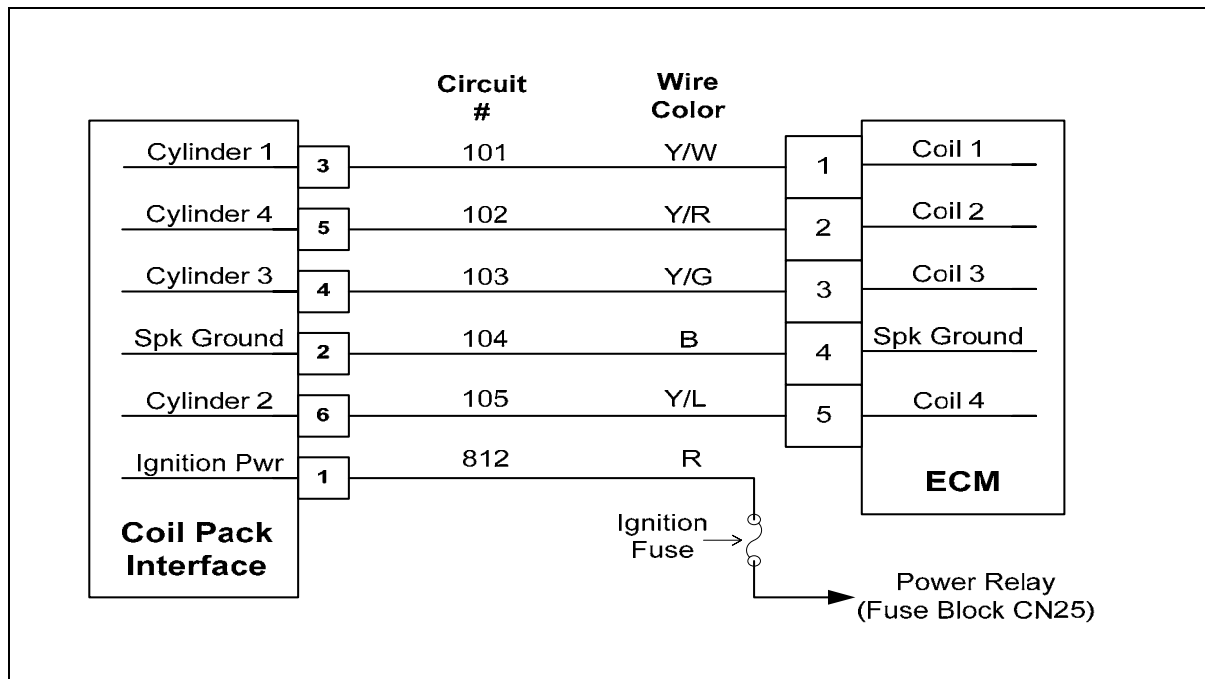 Circuit #
Wire Color
Cylinder 1 3 101 Y/W 1 Coil 1
Cylinder 4 5 102 Y/R 2 Coil 2
Cylinder 3 4 103 Y/G 3 Coil 3
Spk Ground 2 104 B 4 Spk Ground
Cylinder 2 6 105 Y/L 5 Coil 4
Ignition Pwr 1 812 R
ECM
Coil Pack
Interface
Ignition
Fuse
Power Relay
(Fuse Block CN25)